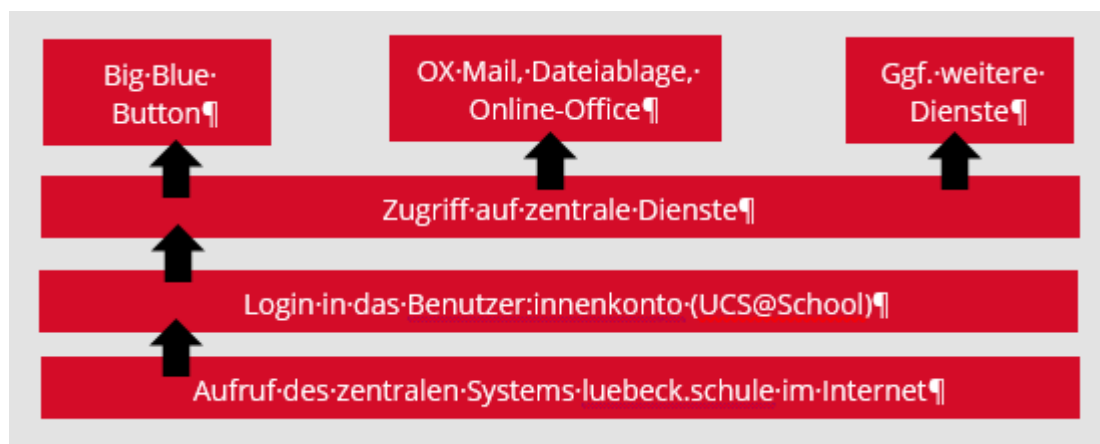 Big·Blue·
Button¶
OX·Mail,·Dateiablage,·
Online-Office¶
Ggf.·weitere·
Dienste¶
Zugriff·auf·zentrale·Dienste¶
Login·in·das·Benutzer:innenkonto·(UCS@School)¶
Aufruf·des·zentralen·Systems·luebeck.schule·im·Internet¶